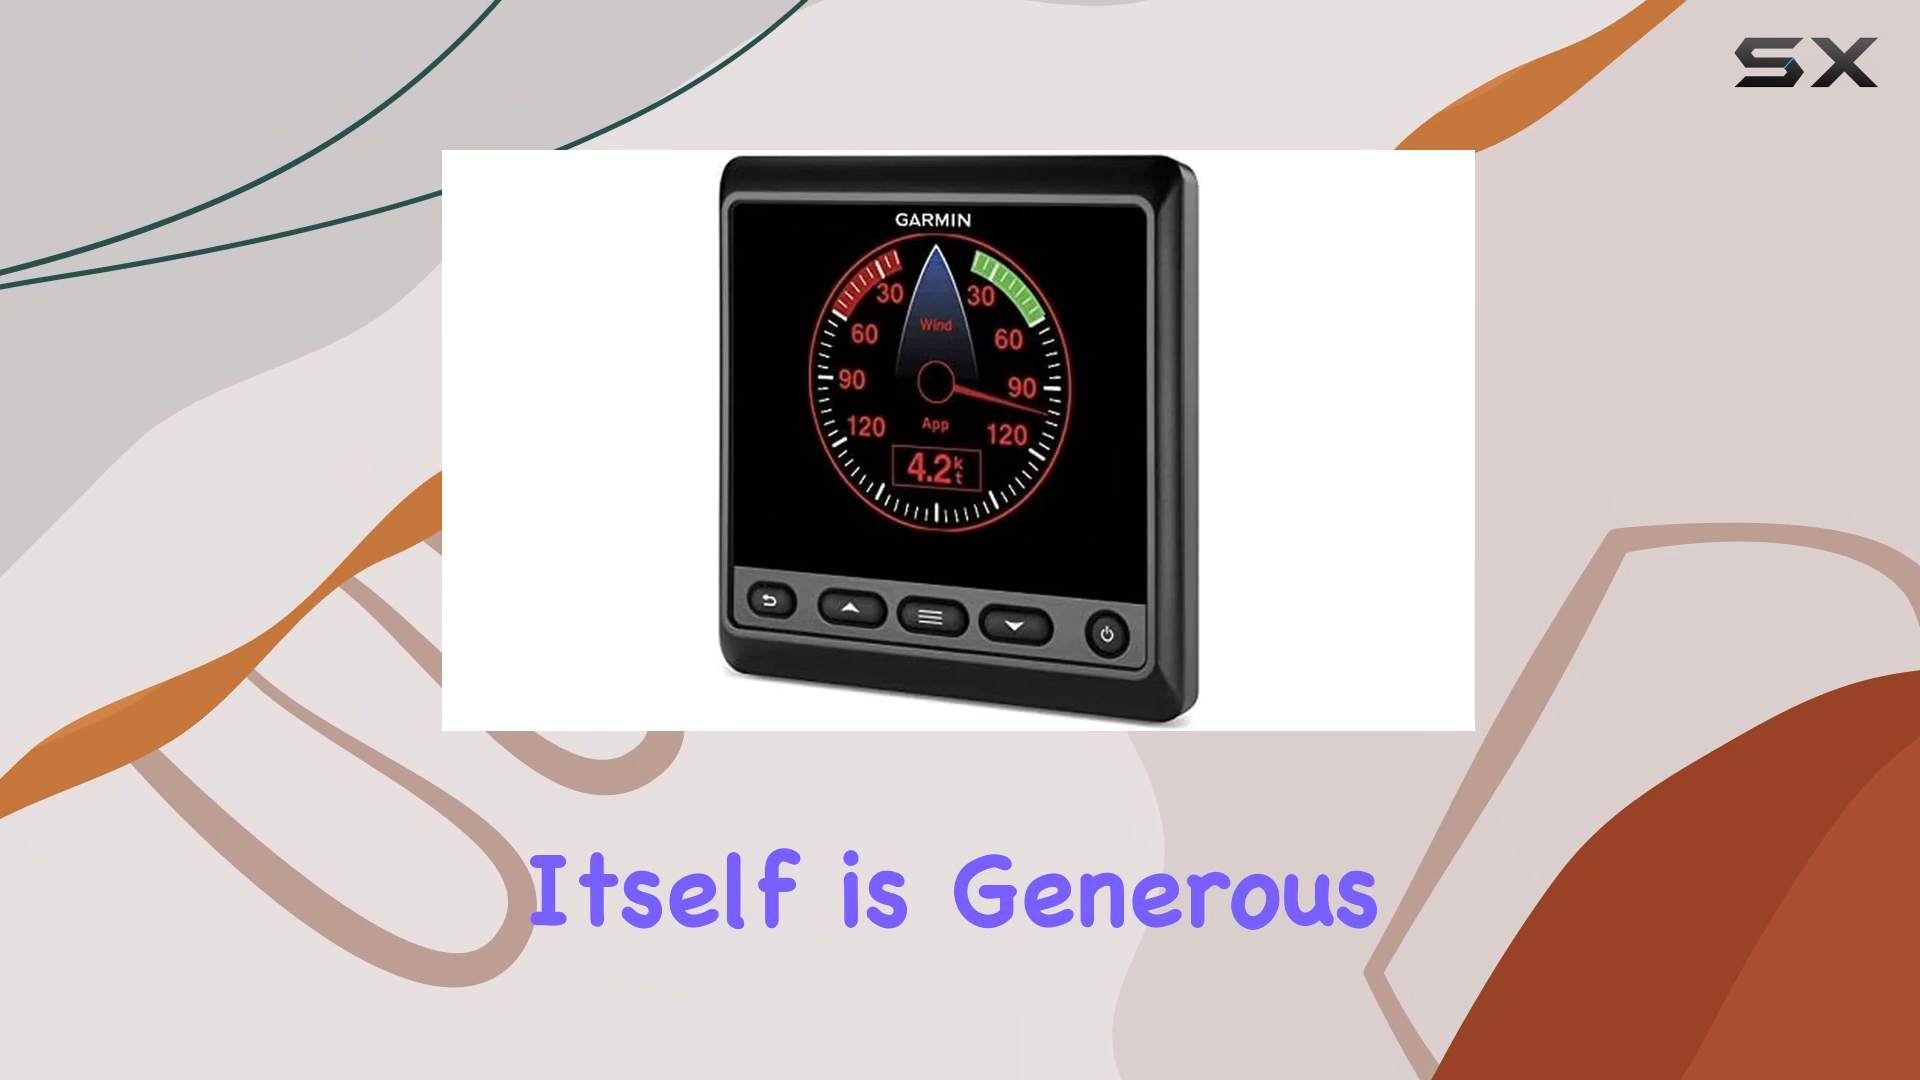 SX
GARMIN
30 30
Wind
60 60
90 90
App
120 120
4.2kt
Itself is Generous